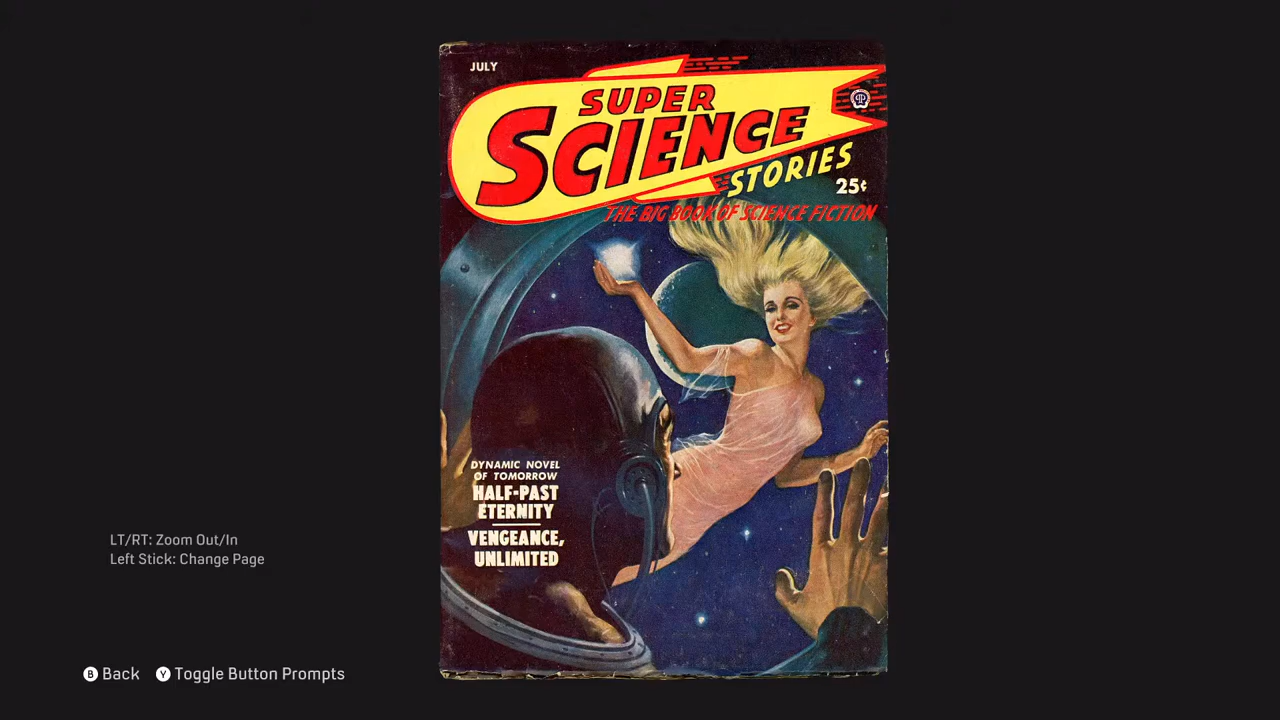 JULY
SUPER
SCIENCE
STORIES
25¢
THE BIG BOOK OF SCIENCE FICTION
DYNAMIC NOVEL
OF TOMORROW
HALF-PAST
ETERNITY
VENGEANCE,
UNLIMITED
LT/RT: Zoom Out/In
Left Stick: Change Page
B Back Y Toggle Button Prompts